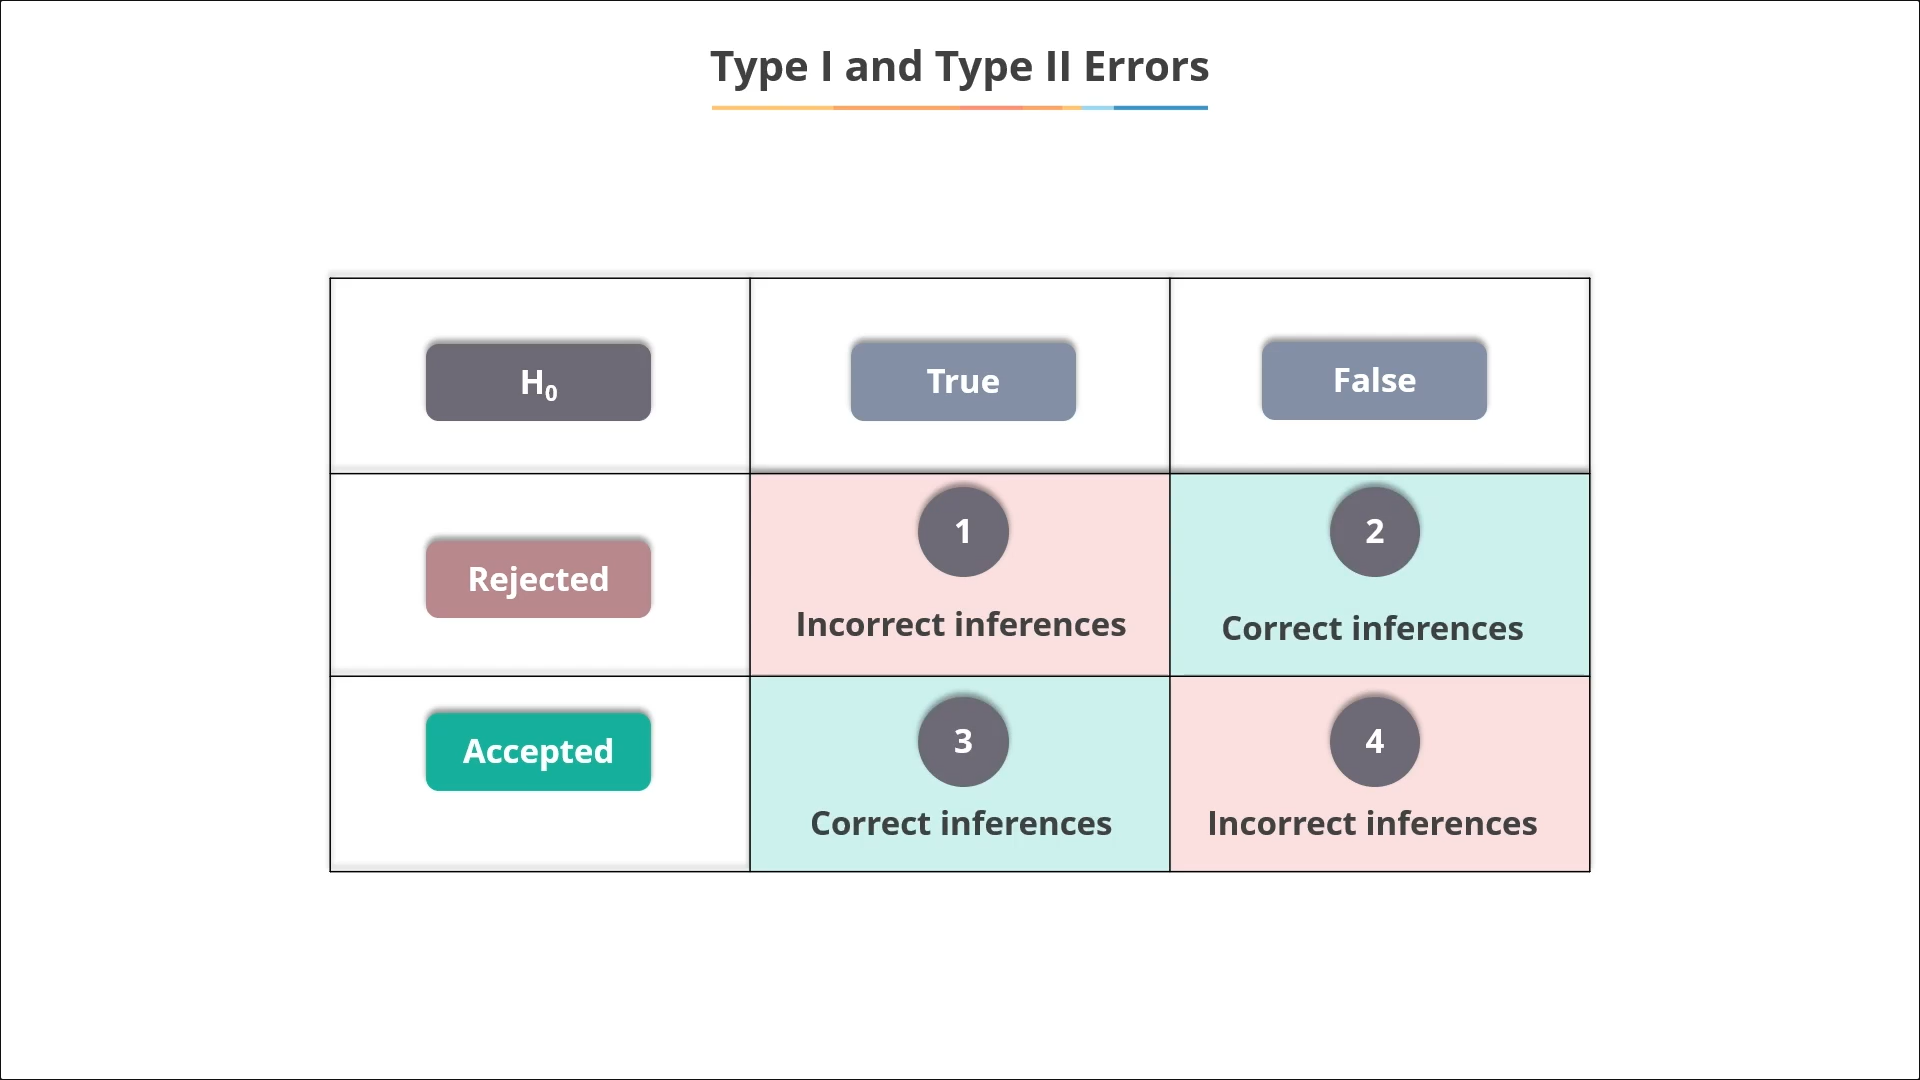 Type I and Type II Errors
H₀
True
False
Rejected
1
Incorrect inferences
2
Correct inferences
Accepted
3
Correct inferences
4
Incorrect inferences